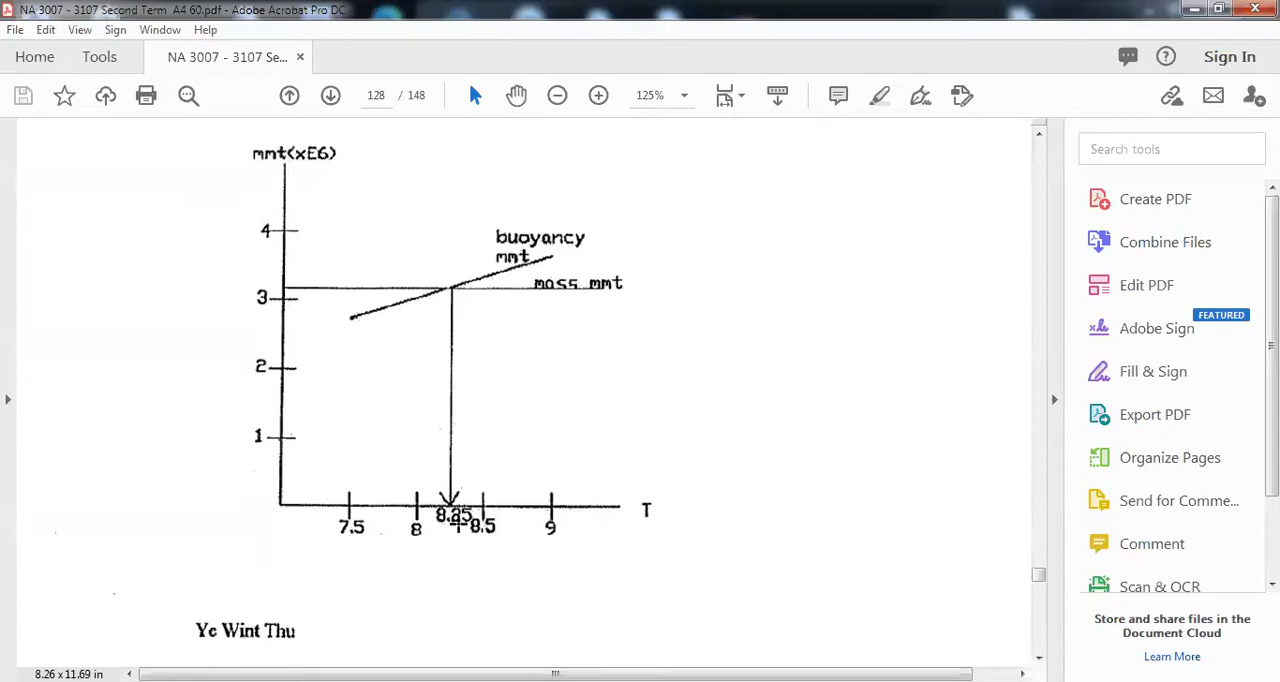 NA 3007 - 3107 Second Term A4 60.pdf - Adobe Acrobat Pro DC
File Edit View Sign Window Help
Home Tools NA 3007 - 3107 Se... × Sign In
128 / 148 125%
mmt(xE6)
4
buoyancy
mmt
mass mmt
3
2
1
8.25
T
7.5 8 8.5 9
Ye Wint Thu
8.26 x 11.69 in
Search tools
Create PDF
Combine Files
Edit PDF
FEATURED
Adobe Sign
Fill & Sign
Export PDF
Organize Pages
Send for Comme...
Comment
Scan & OCR
Store and share files in the
Document Cloud
Learn More